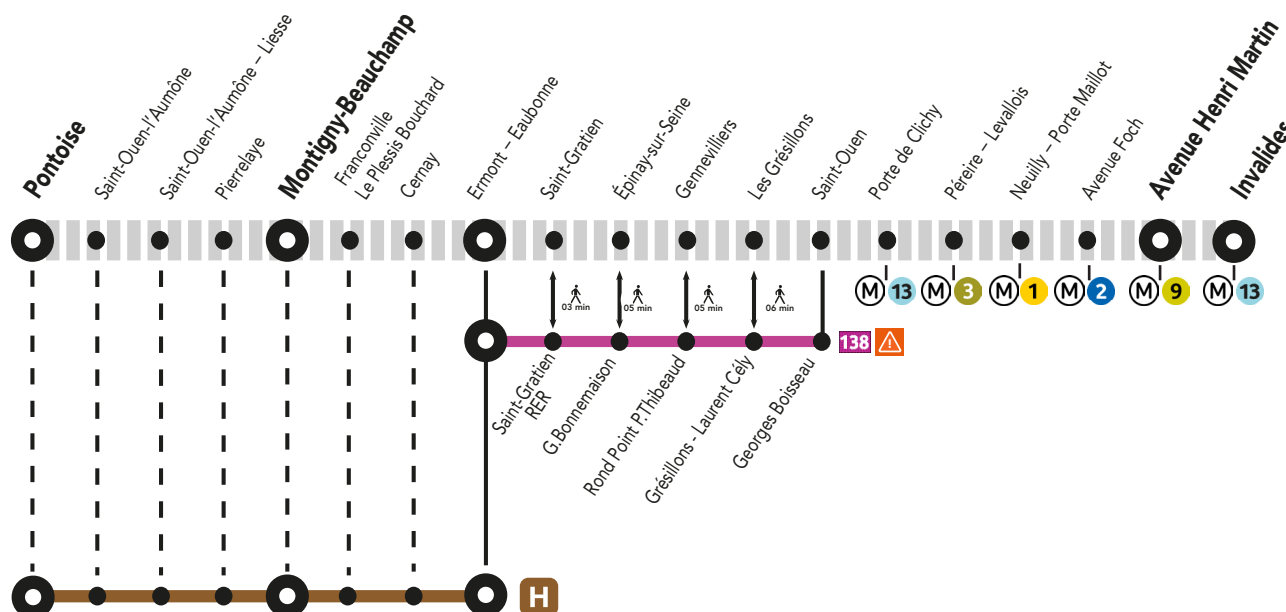 Pontoise
Saint-Ouen-l'Aumône
Saint-Ouen-l'Aumône – Liesse
Pierrelaye
Montigny-Beauchamp
Franconville
Le Plessis Bouchard
Cernay
Ermont – Eaubonne
Saint-Gratien
Épinay-sur-Seine
Gennevilliers
Les Grésillons
Saint-Ouen
Porte de Clichy
Péreire – Levallois
Neuilly – Porte Maillot
Avenue Foch
Avenue Henri Martin
Invalides
M 13
M 3
M 1
M 2
M 9
M 13
03 min
05 min
05 min
06 min
138
Saint-Gratien
RER
G.Bonnemaison
Rond Point P.Thibeaud
Grésillons - Laurent Cély
Georges Boisseau
H